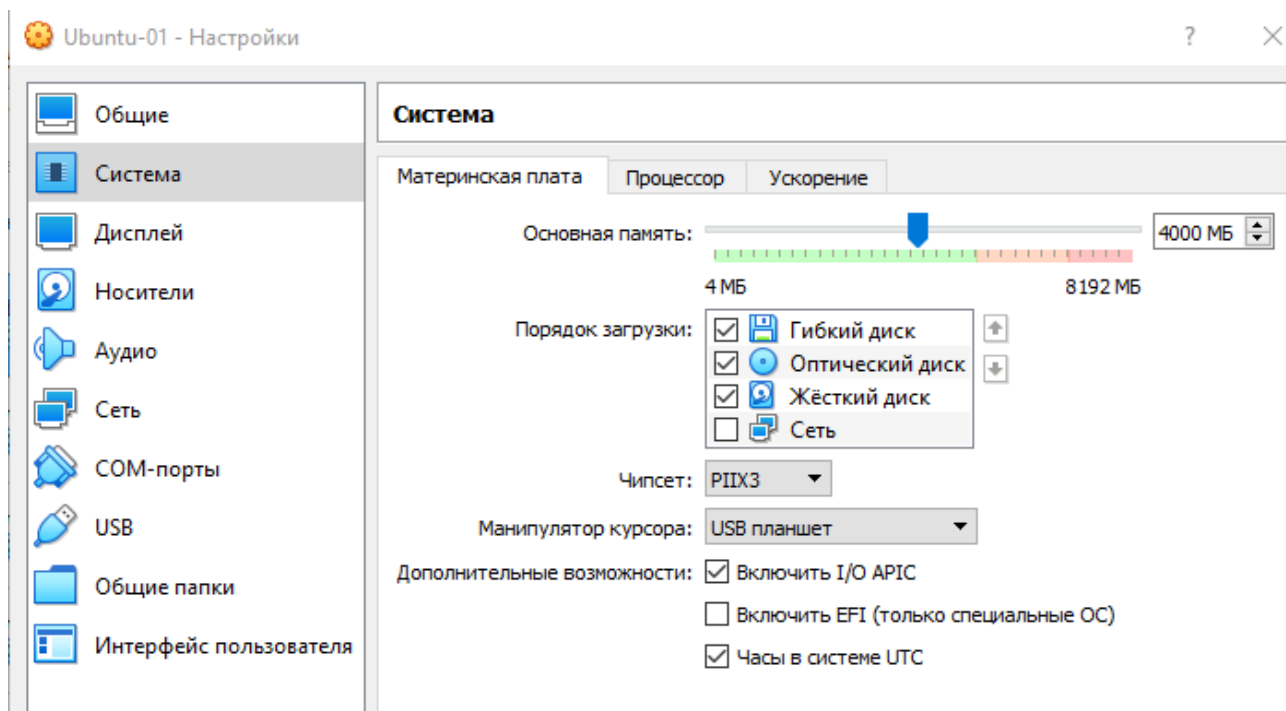 Ubuntu-01 - Настройки
?
Общие
Система
Дисплей
Носители
Аудио
Сеть
COM-порты
USB
Общие папки
Интерфейс пользователя
Система
Материнская плата Процессор Ускорение
Основная память: 4000 МБ
4 МБ 8192 МБ
Порядок загрузки: Гибкий диск
Оптический диск
Жёсткий диск
Сеть
Чипсет: PIIX3
Манипулятор курсора: USB планшет
Дополнительные возможности: Включить I/O APIC
Включить EFI (только специальные ОС)
Часы в системе UTC